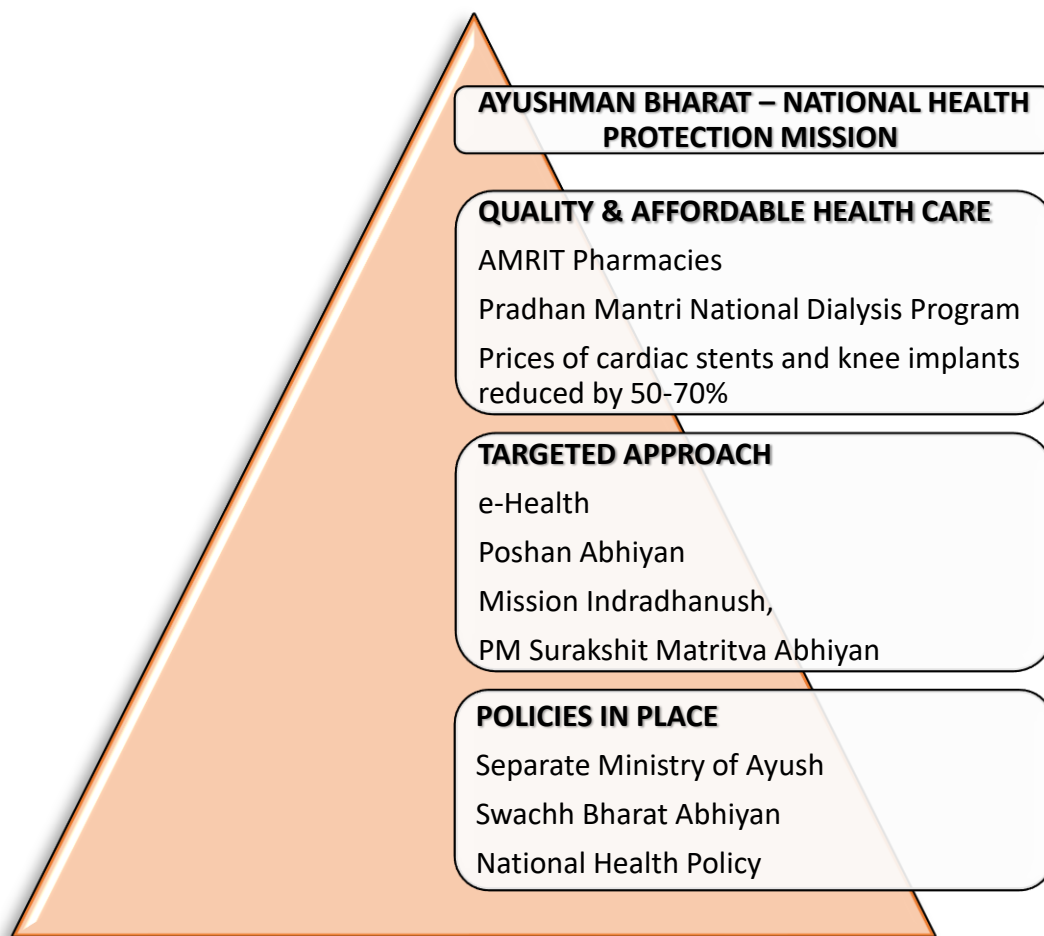 AYUSHMAN BHARAT – NATIONAL HEALTH
PROTECTION MISSION
QUALITY & AFFORDABLE HEALTH CARE
AMRIT Pharmacies
Pradhan Mantri National Dialysis Program
Prices of cardiac stents and knee implants
reduced by 50-70%
TARGETED APPROACH
e-Health
Poshan Abhiyan
Mission Indradhanush,
PM Surakshit Matritva Abhiyan
POLICIES IN PLACE
Separate Ministry of Ayush
Swachh Bharat Abhiyan
National Health Policy